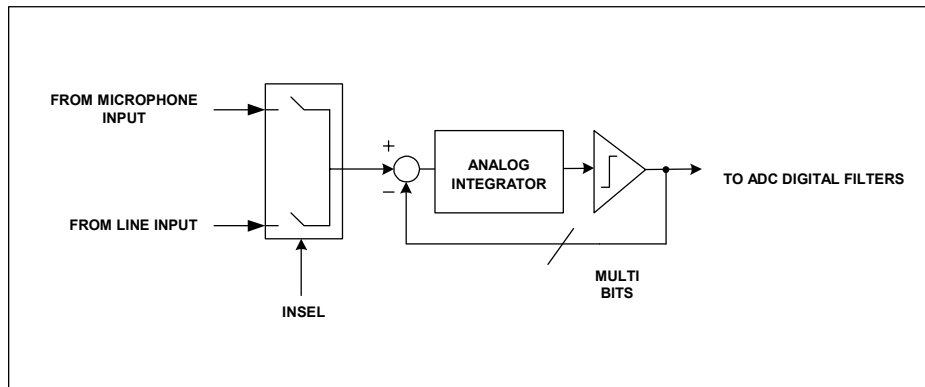 FROM MICROPHONE
INPUT
+
ANALOG
INTEGRATOR
−
TO ADC DIGITAL FILTERS
FROM LINE INPUT
MULTI
BITS
INSEL